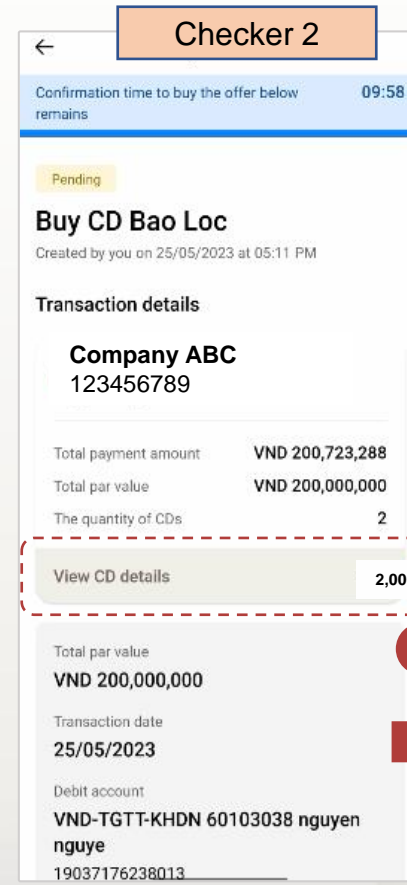 Checker 2
←
Confirmation time to buy the offer below remains 09:58
Pending
Buy CD Bao Loc
Created by you on 25/05/2023 at 05:11 PM
Transaction details
Company ABC
123456789
Total payment amount VND 200,723,288
Total par value VND 200,000,000
The quantity of CDs 2
View CD details 2,00
Total par value
VND 200,000,000
Transaction date
25/05/2023
Debit account
VND-TGTT-KHDN 60103038 nguyen
nguye
19037176238013